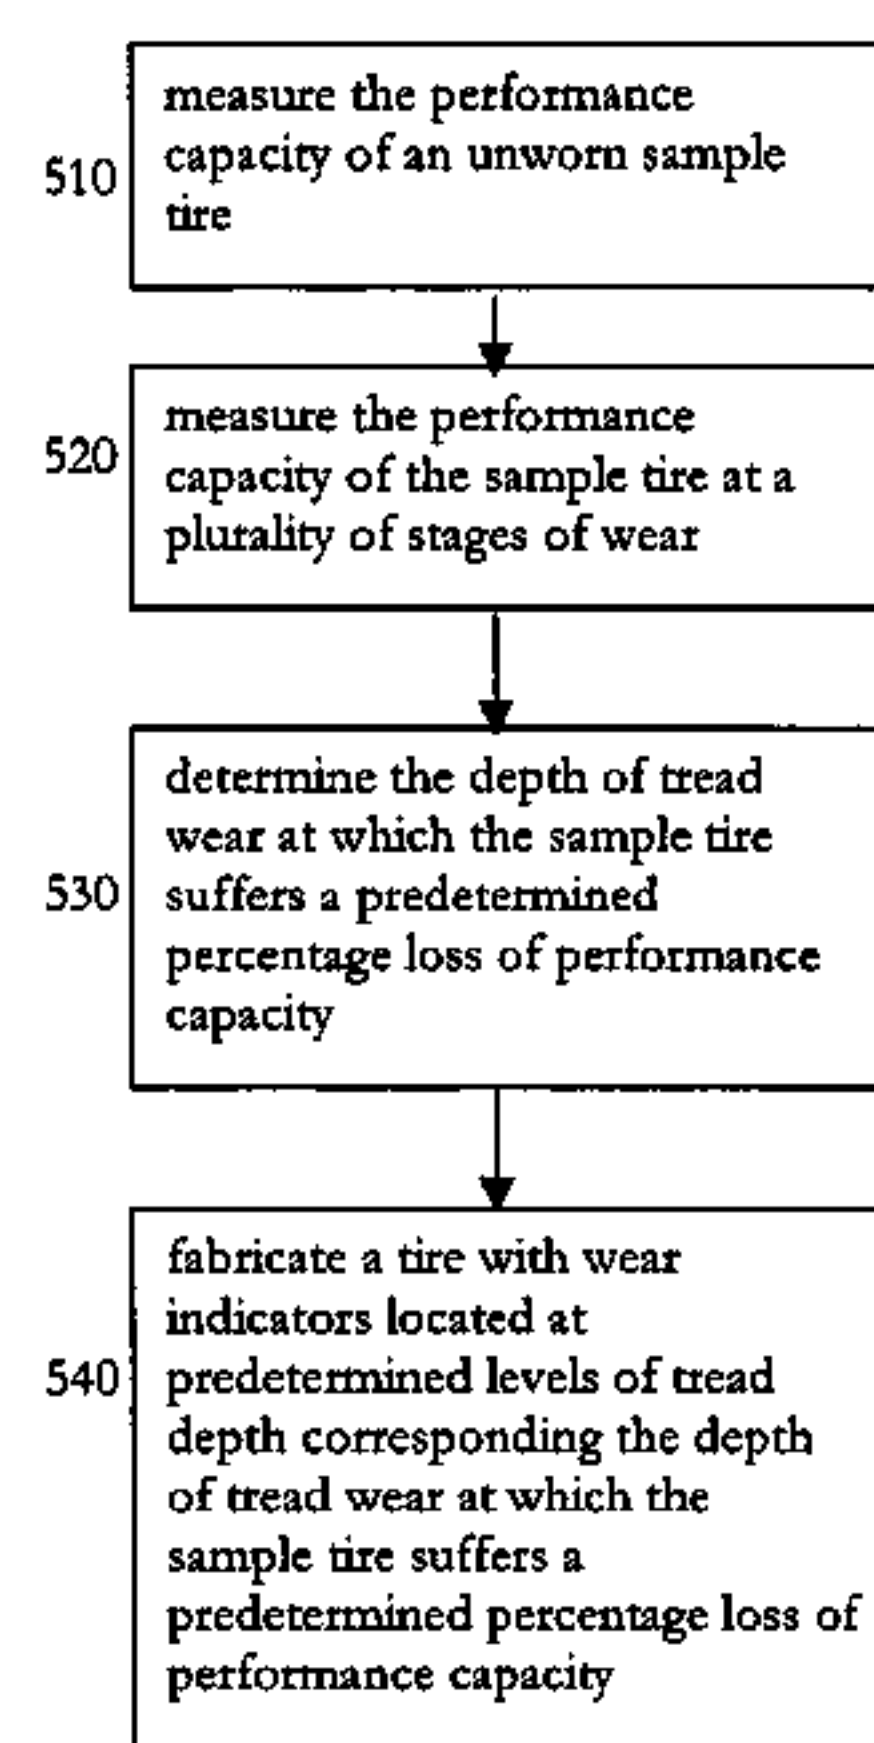 measure the performance
capacity of an unworn sample
tire
510
measure the performance
capacity of the sample tire at a
plurality of stages of wear
520
determine the depth of tread
wear at which the sample tire
suffers a predetermined
percentage loss of performance
capacity
530
fabricate a tire with wear
indicators located at
predetermined levels of tread
depth corresponding the depth
of tread wear at which the
sample tire suffers a
predetermined percentage loss of
performance capacity
540